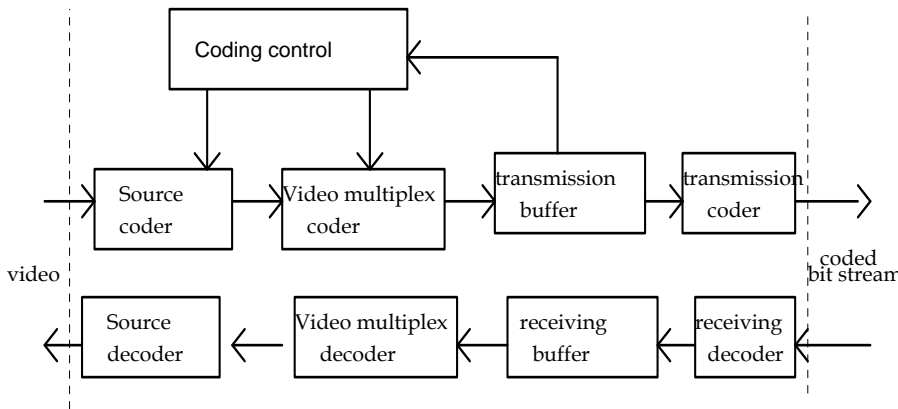 Coding control
Source
coder
Video multiplex
coder
transmission
buffer
transmission
coder
video
coded
bit stream
Source
decoder
Video multiplex
decoder
receiving
buffer
receiving
decoder